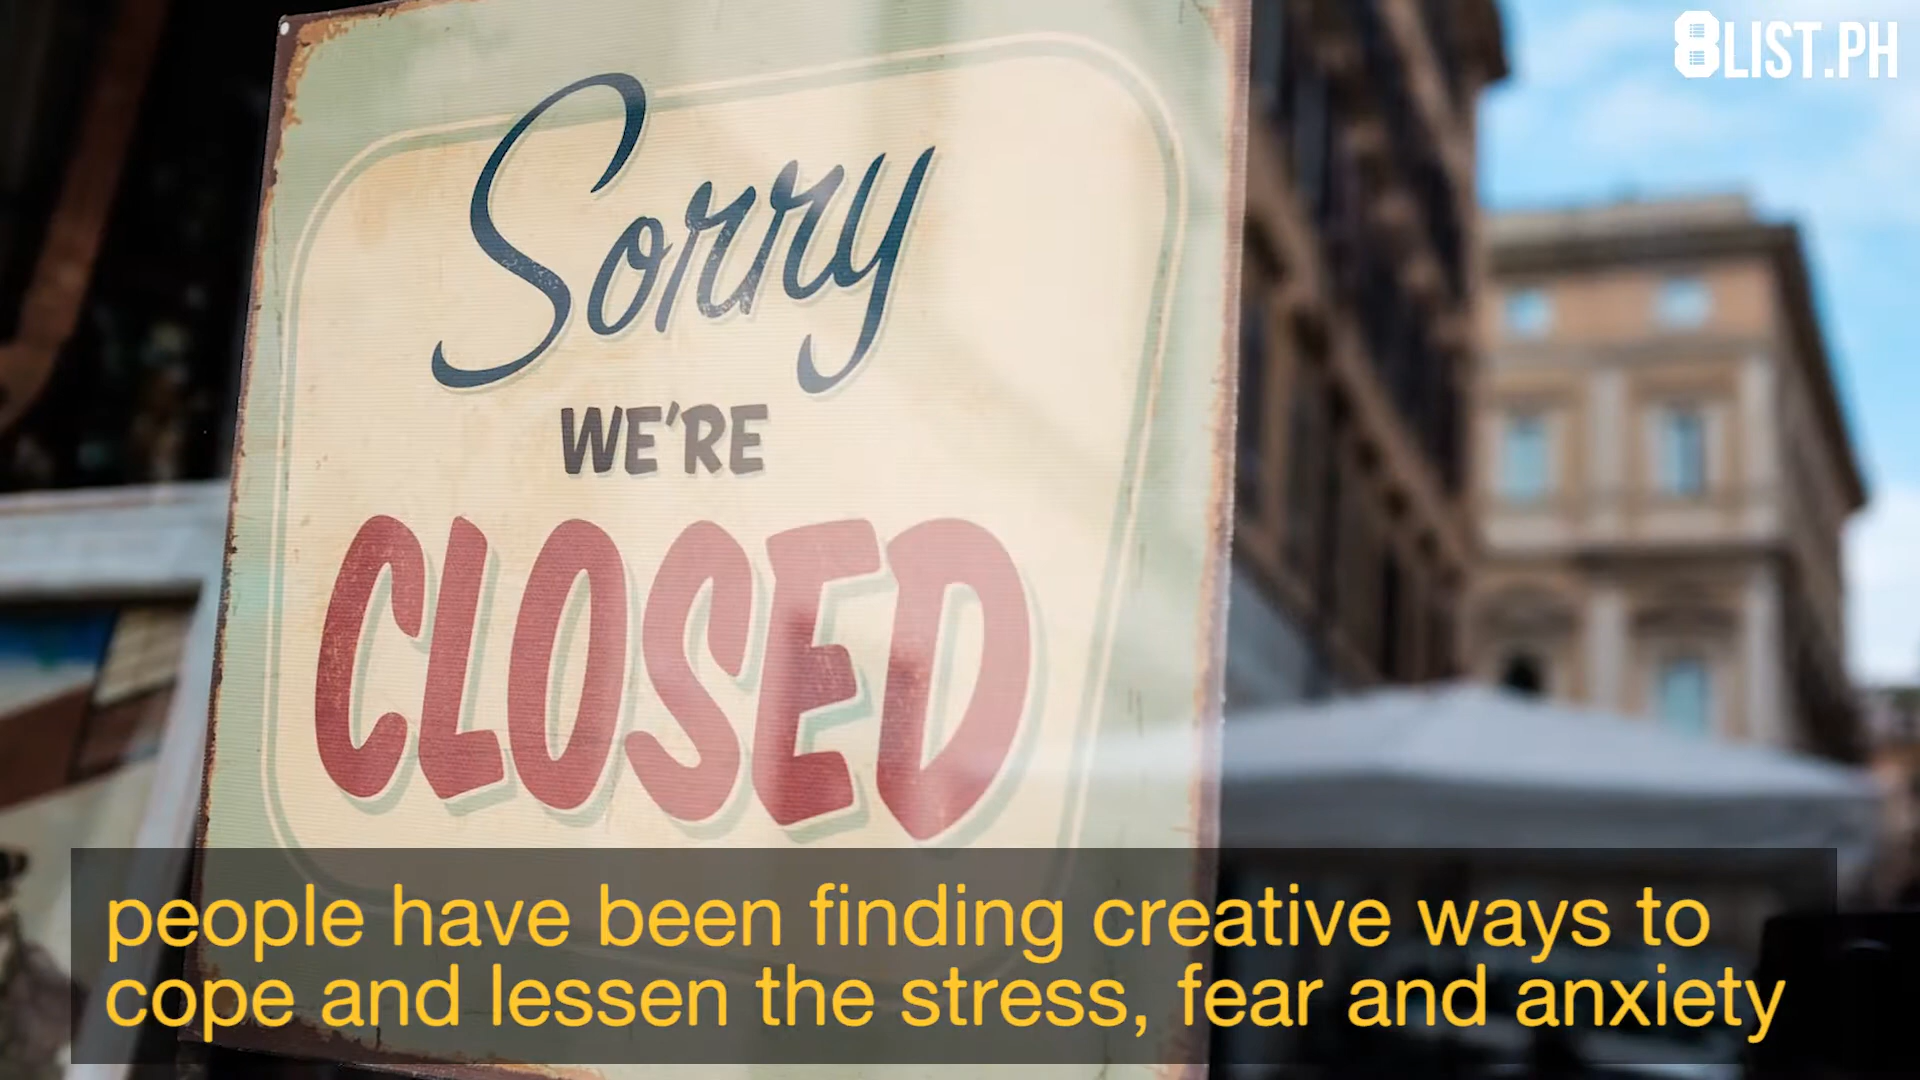 8LIST.PH
Sorry
WE'RE
CLOSED
people have been finding creative ways to
cope and lessen the stress, fear and anxiety